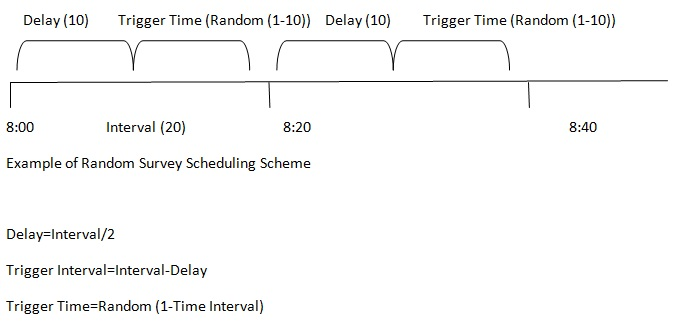 Delay (10) Trigger Time (Random (1-10)) Delay (10) Trigger Time (Random (1-10))
8:00 Interval (20) 8:20 8:40
Example of Random Survey Scheduling Scheme
Delay=Interval/2
Trigger Interval=Interval-Delay
Trigger Time=Random (1-Time Interval)